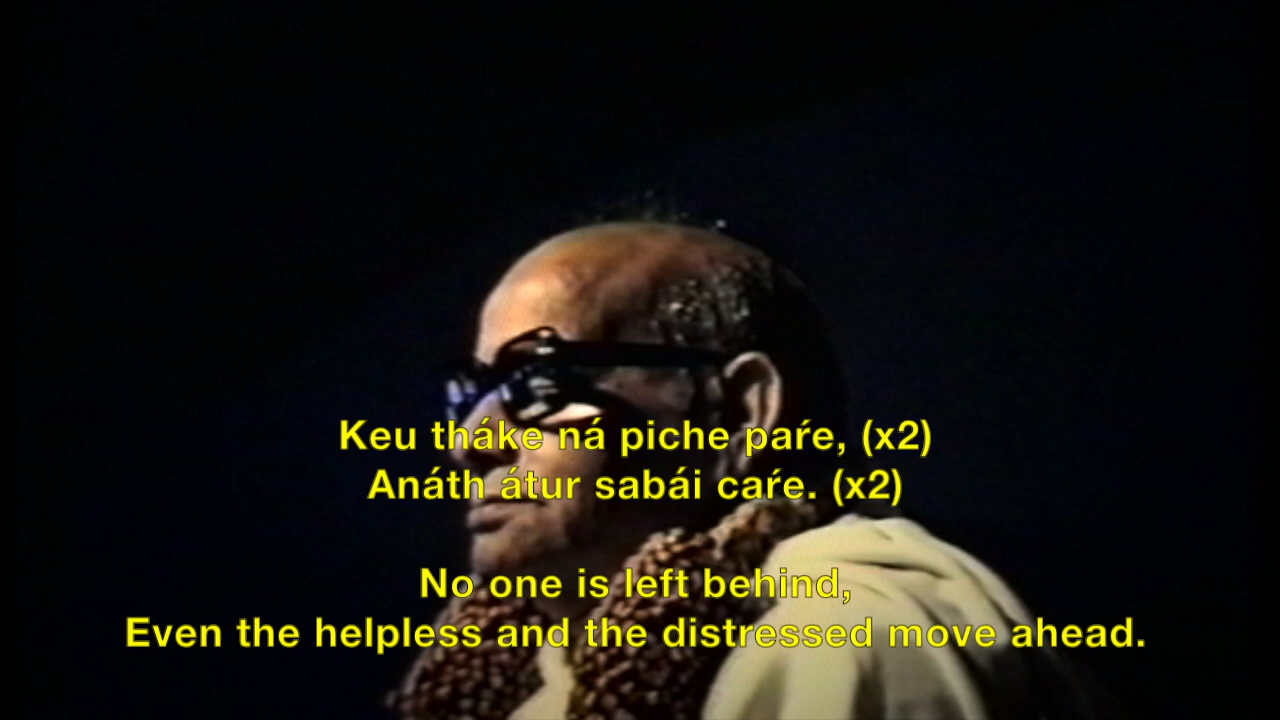 Keu tháke ná piche paŕe, (x2)
Anáth átur sabái caŕe. (x2)
No one is left behind,
Even the helpless and the distressed move ahead.